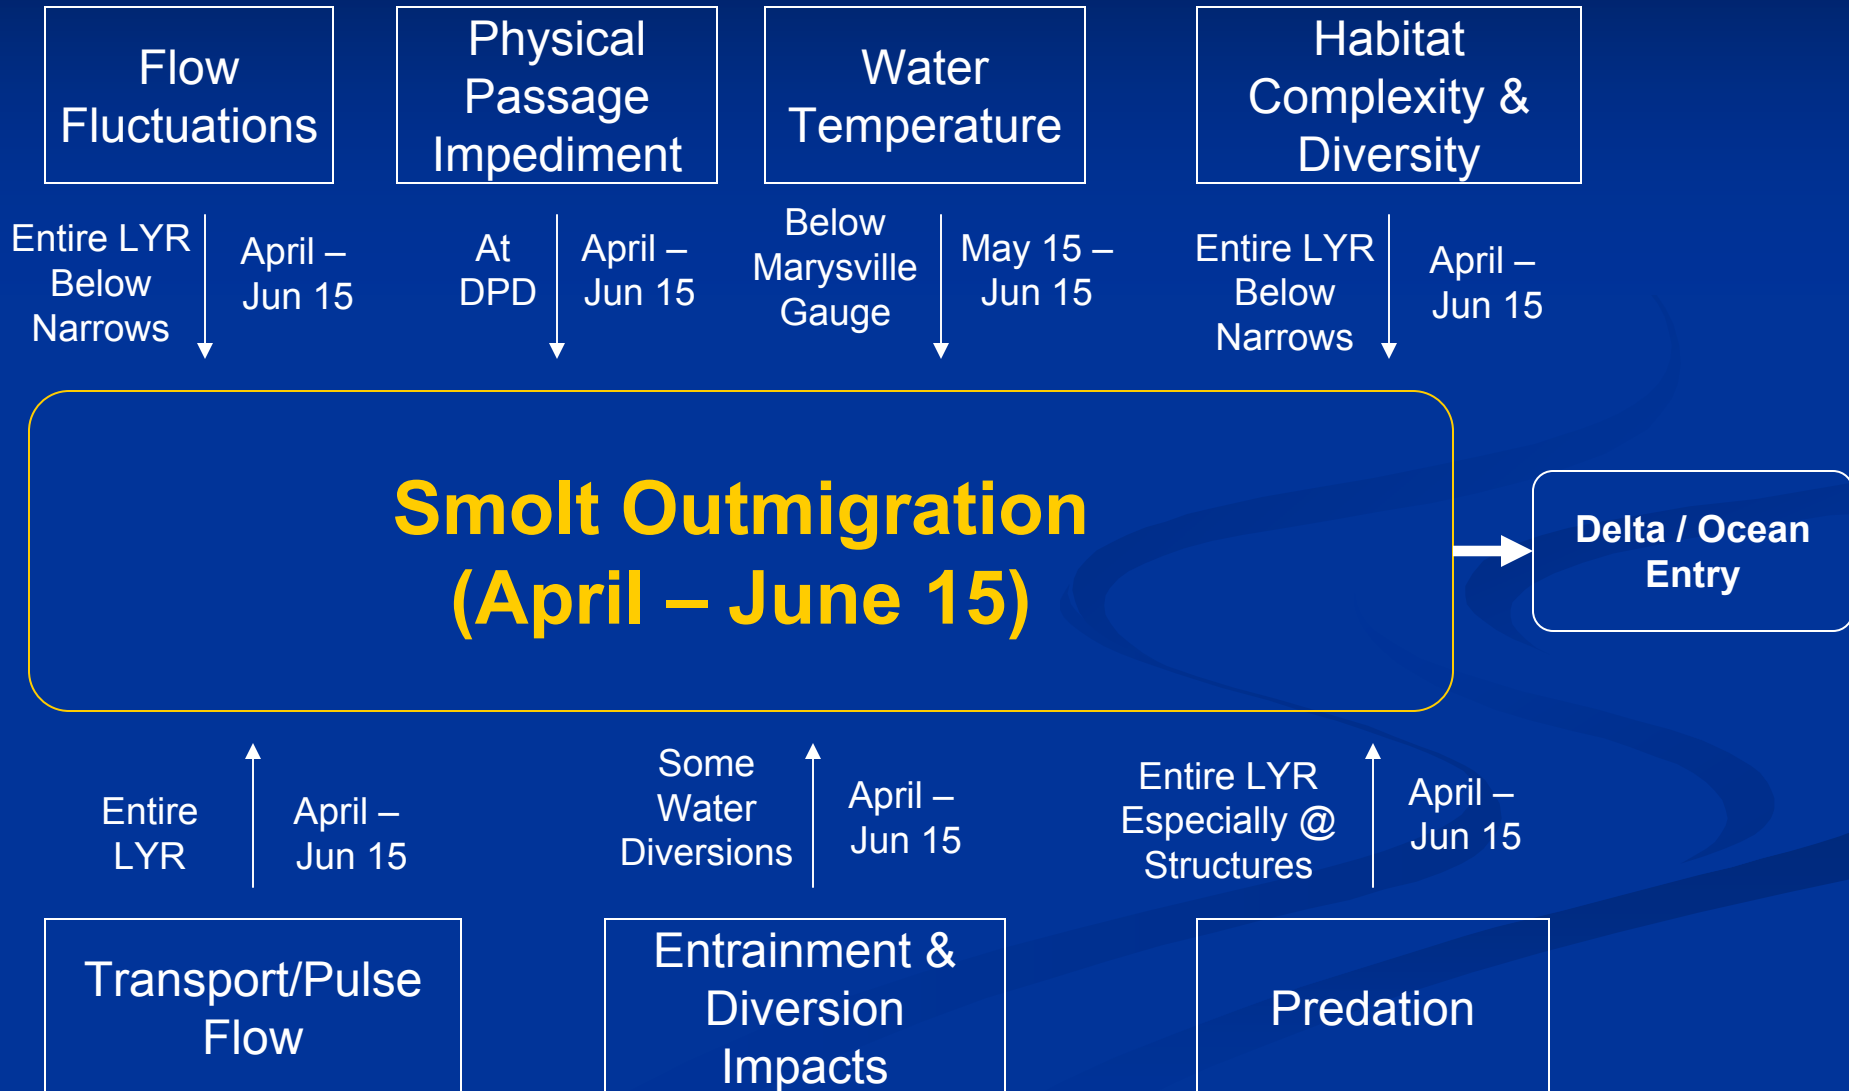 Flow
Fluctuations
Physical
Passage
Impediment
Water
Temperature
Habitat
Complexity &
Diversity
Entire LYR
Below
Narrows
April –
Jun 15
At
DPD
April –
Jun 15
Below
Marysville
Gauge
May 15 –
Jun 15
Entire LYR
Below
Narrows
April –
Jun 15
Smolt Outmigration
(April – June 15)
Delta / Ocean
Entry
Entire
LYR
April –
Jun 15
Some
Water
Diversions
April –
Jun 15
Entire LYR
Especially @
Structures
April –
Jun 15
Transport/Pulse
Flow
Entrainment &
Diversion
Impacts
Predation